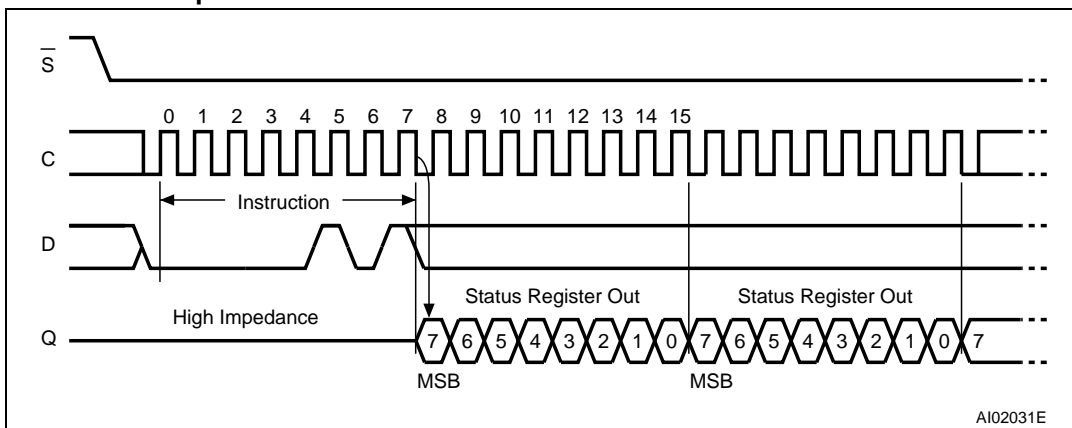 S
0 1 2 3 4 5 6 7 8 9 10 11 12 13 14 15
C
Instruction
D
Status Register Out Status Register Out
High Impedance
Q 7 6 5 4 3 2 1 0 7 6 5 4 3 2 1 0 7
MSB MSB
AI02031E